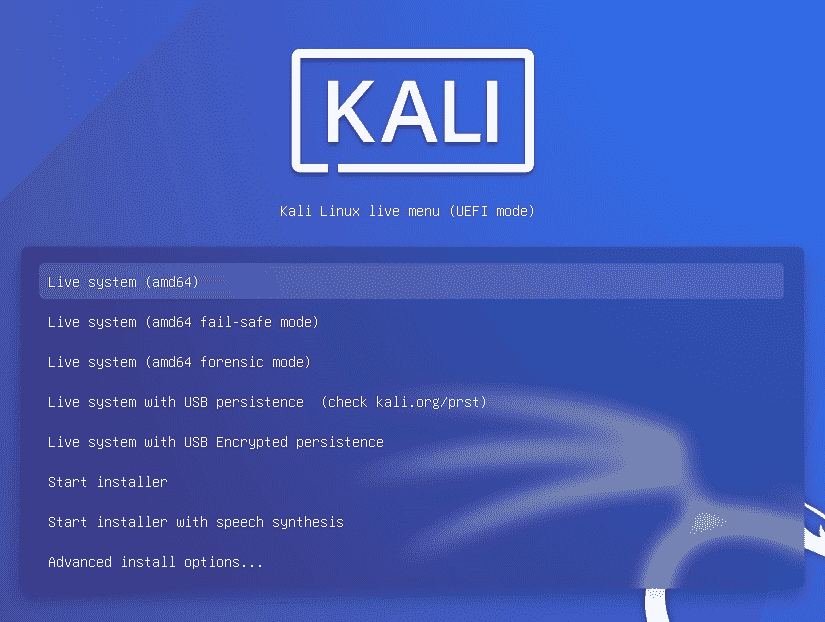 KALI
Kali Linux live menu (UEFI mode)
Live system (amd64)
Live system (amd64 fail-safe mode)
Live system (amd64 forensic mode)
Live system with USB persistence  (check kali.org/prst)
Live system with USB Encrypted persistence
Start installer
Start installer with speech synthesis
Advanced install options...